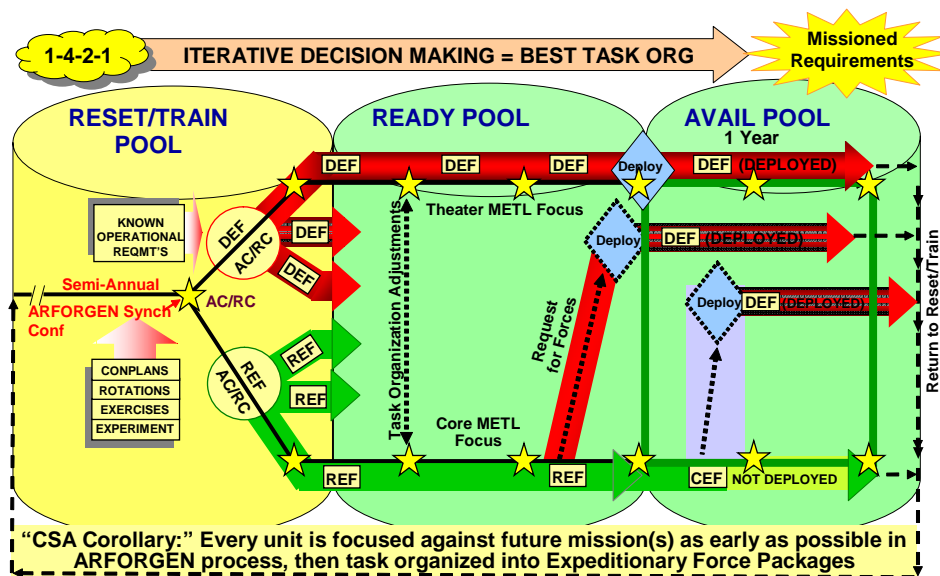 1-4-2-1
ITERATIVE DECISION MAKING = BEST TASK ORG
Missioned
Requirements
RESET/TRAIN
POOL
READY POOL
AVAIL POOL
1 Year
DEF
DEF
DEF
Deploy
DEF
(DEPLOYED)
Theater METL Focus
KNOWN
OPERATIONAL
REQMT'S
DEF
AC/RC
DEF
DEF
Deploy
DEF
(DEPLOYED)
Semi-Annual
ARFORGEN Synch
Conf
AC/RC
Deploy
DEF
(DEPLOYED)
Task Organization Adjustments
Request
for Forces
Return to Reset/Train
CONPLANS
ROTATIONS
EXERCISES
EXPERIMENT
REF
AC/RC
REF
REF
Core METL
Focus
REF
REF
CEF
NOT DEPLOYED
“CSA Corollary:” Every unit is focused against future mission(s) as early as possible in
ARFORGEN process, then task organized into Expeditionary Force Packages